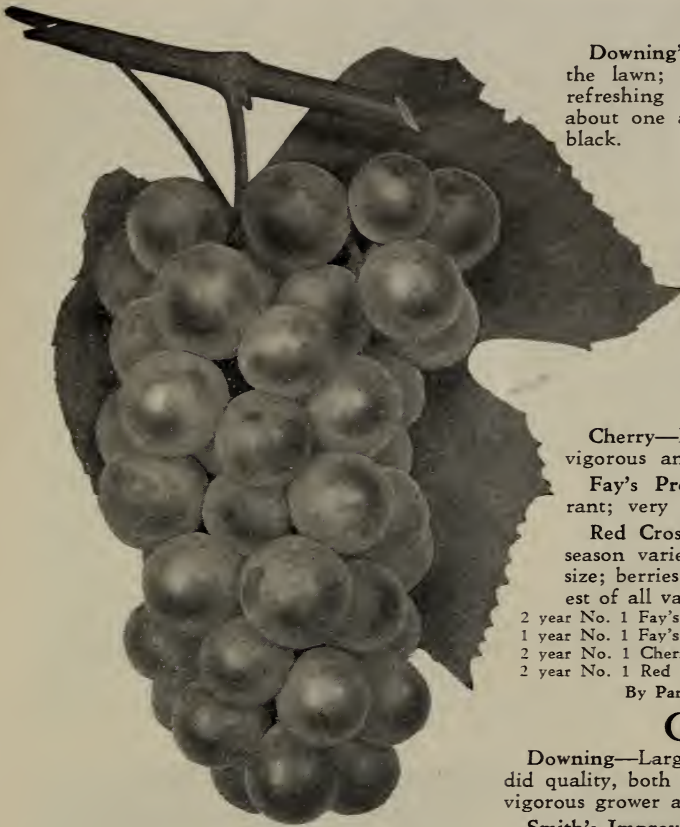 Downing'
the lawn;
refreshing
about one
black.
Cherry—
vigorous an
Fay's Pr
rant; very
Red Cros
season varie
size; berries
est of all va
2 year No. 1 Fay's
1 year No. 1 Fay's
2 year No. 1 Cher
2 year No. 1 Red
By Par
Downing—Larg
did quality, both
vigorous grower a
Smith's Improv